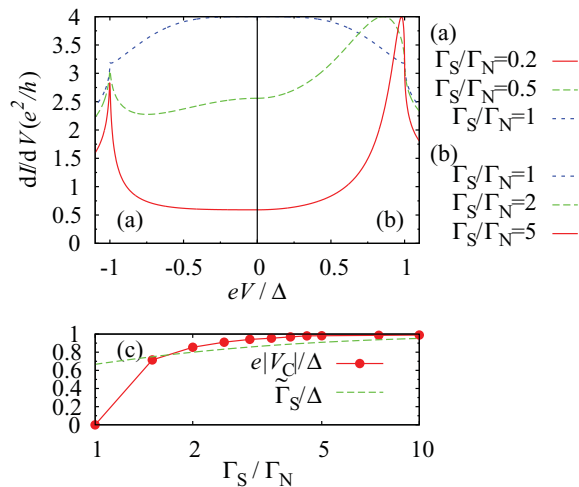 dI/dV(e²/h)
4
3.5
3
2.5
2
1.5
1
0.5
0
(a)
(b)
-1
-0.5
0
0.5
1
eV/Δ
(a)
Γ_S/Γ_N=0.2
Γ_S/Γ_N=0.5
Γ_S/Γ_N=1
(b)
Γ_S/Γ_N=1
Γ_S/Γ_N=2
Γ_S/Γ_N=5
1
0.8
0.6
0.4
0.2
0
(c)
e|V_C|/Δ
Γ̃_S/Δ
1
2
5
10
Γ_S/Γ_N